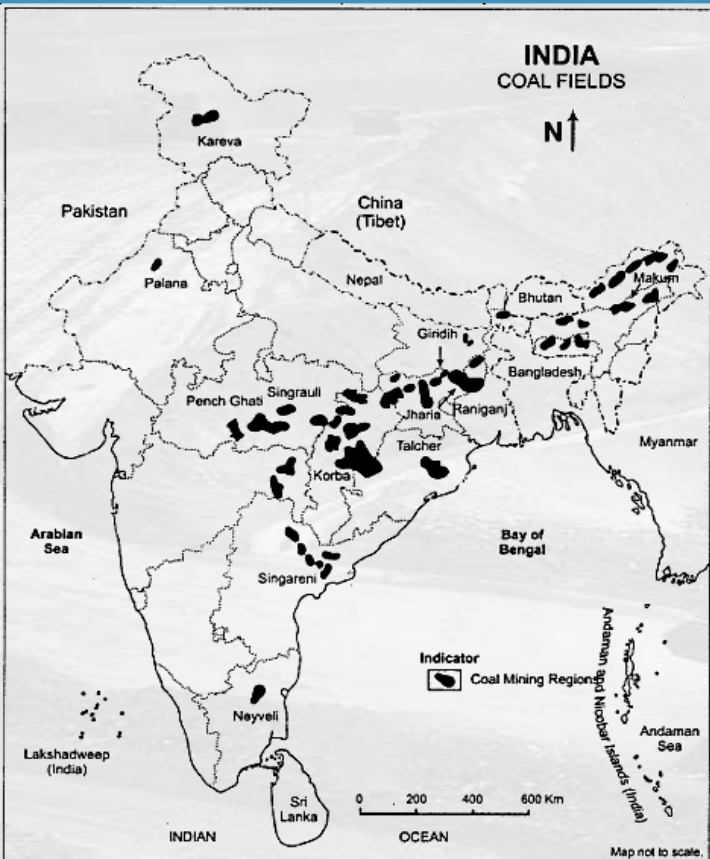 INDIA
COAL FIELDS
N
Kareva
Pakistan
China
(Tibet)
Palana
Nepal
Bhutan
Makum
Giridih
Bangladesh
Pench Ghati
Singrauli
Jharia
Raniganj
Talcher
Myanmar
Korba
Arabian
Sea
Bay of
Bengal
Singareni
Indicator
Coal Mining Regions
Andaman and Nicobar Islands (India)
Neyveli
Andaman
Sea
Lakshadweep
(India)
Sri
Lanka
0 200 400 600 Km
INDIAN OCEAN
Map not to scale.